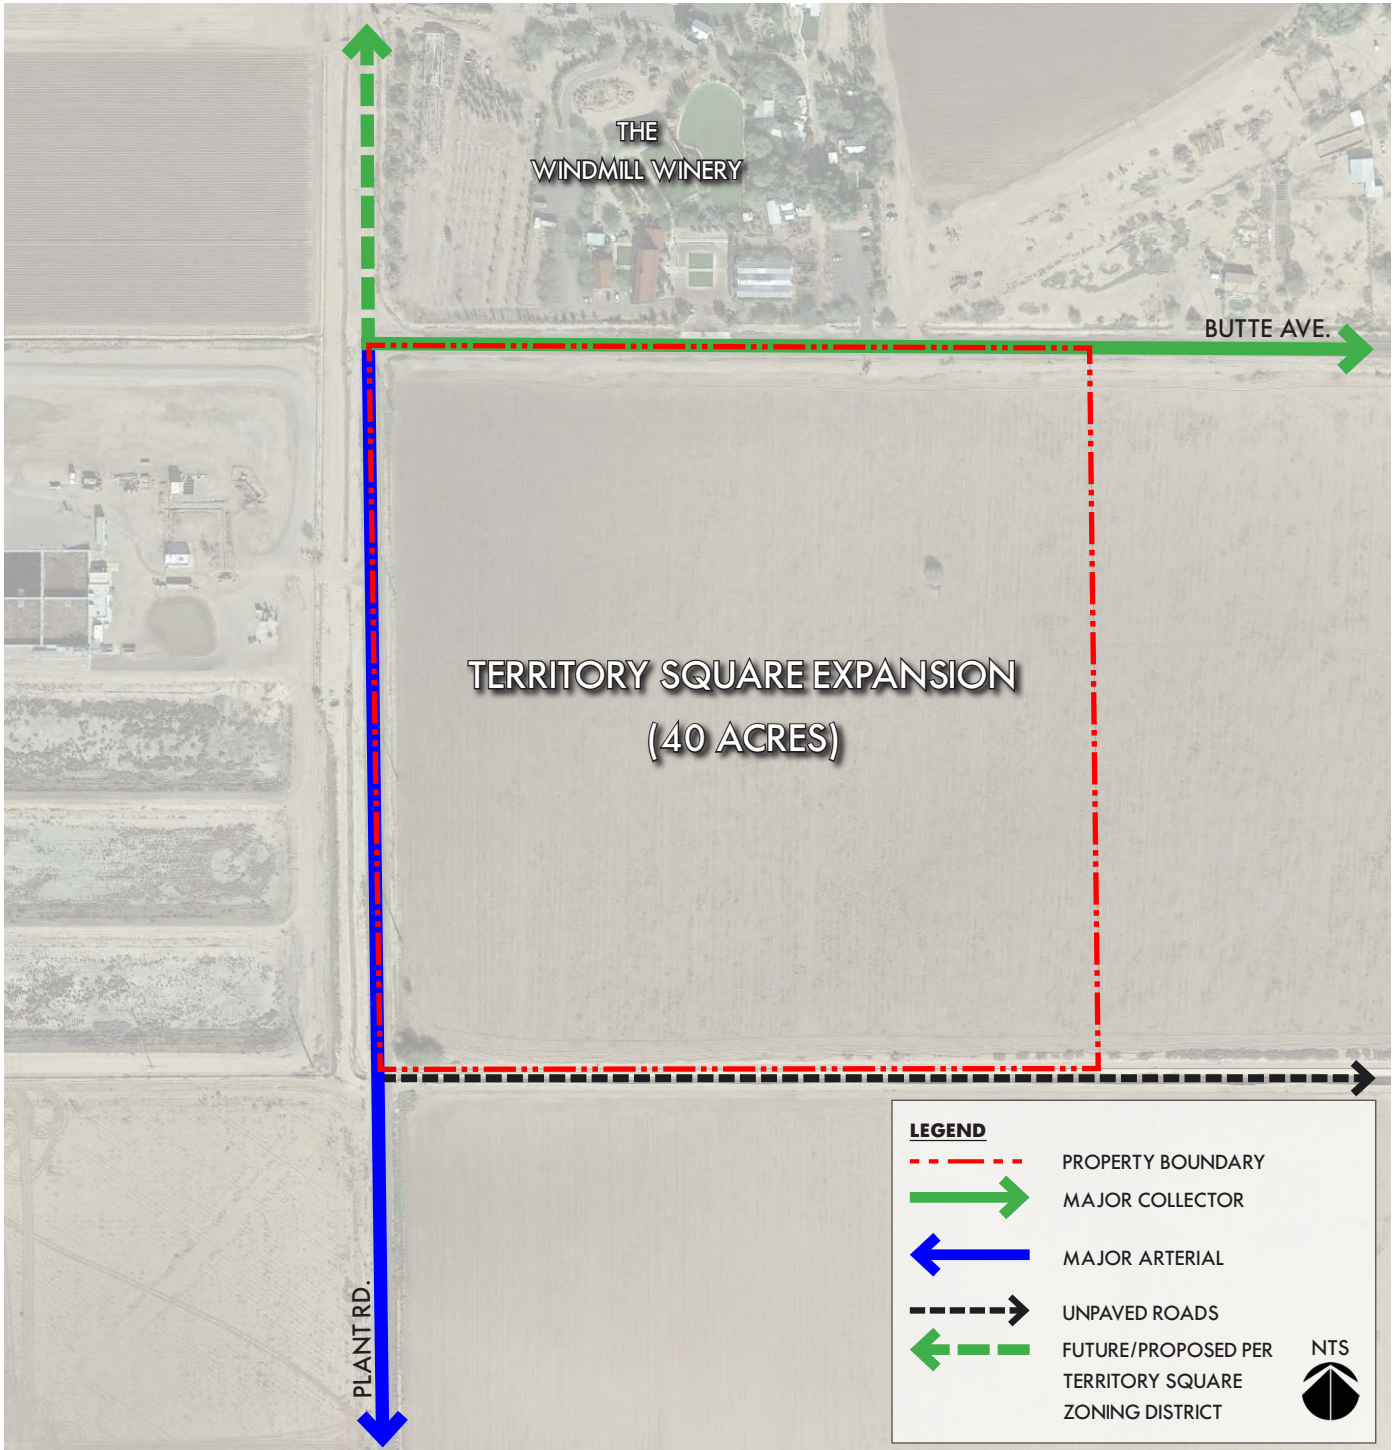 THE
WINDMILL WINERY
BUTTE AVE.
TERRITORY SQUARE EXPANSION
(40 ACRES)
PLANT RD.
LEGEND
PROPERTY BOUNDARY
MAJOR COLLECTOR
MAJOR ARTERIAL
UNPAVED ROADS
FUTURE/PROPOSED PER
TERRITORY SQUARE
ZONING DISTRICT
NTS